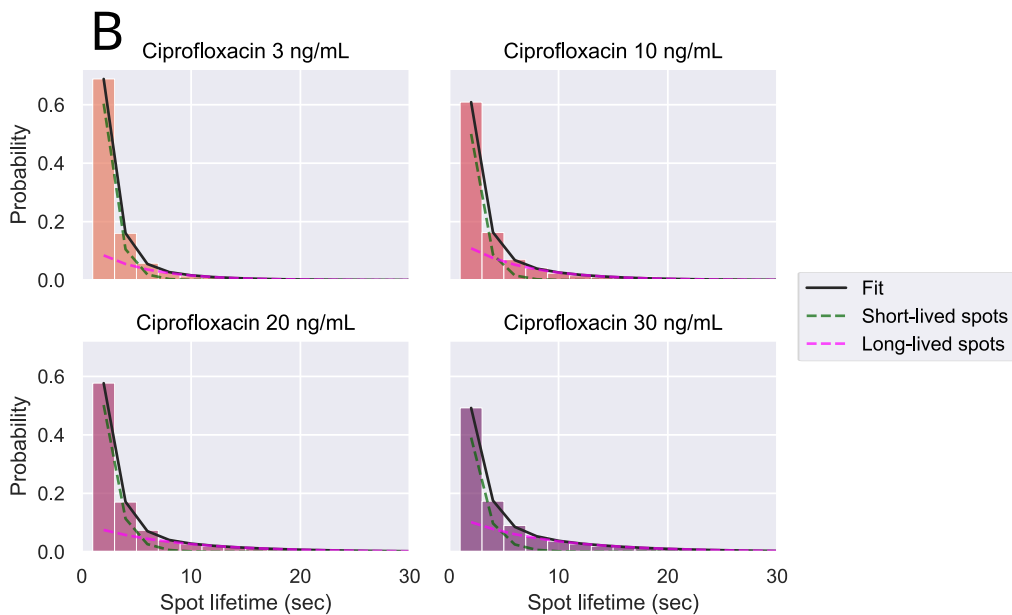 B
Ciprofloxacin 3 ng/mL
Ciprofloxacin 10 ng/mL
Probability
0.6
0.4
0.2
0.0
Ciprofloxacin 20 ng/mL
Ciprofloxacin 30 ng/mL
Fit
Short-lived spots
Long-lived spots
Probability
0.6
0.4
0.2
0.0
0 10 20 30
0 10 20 30
Spot lifetime (sec)
Spot lifetime (sec)